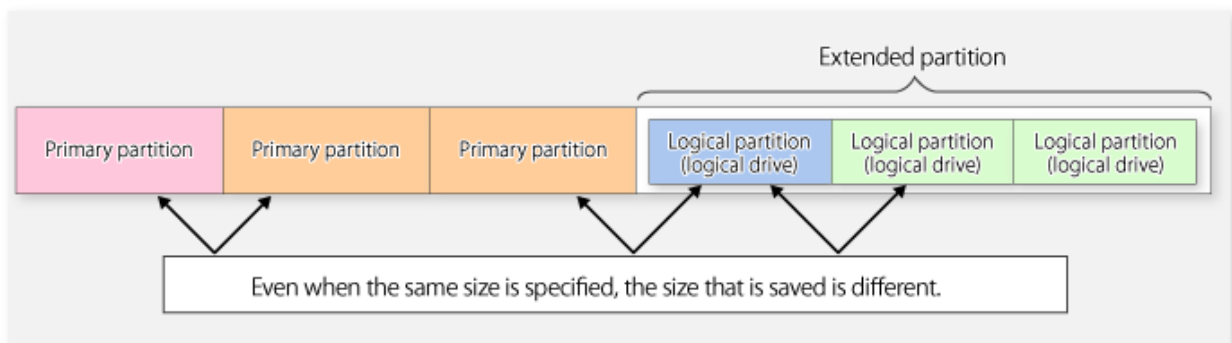 Extended partition
Primary partition
Primary partition
Primary partition
Logical partition
(logical drive)
Logical partition
(logical drive)
Logical partition
(logical drive)
Even when the same size is specified, the size that is saved is different.